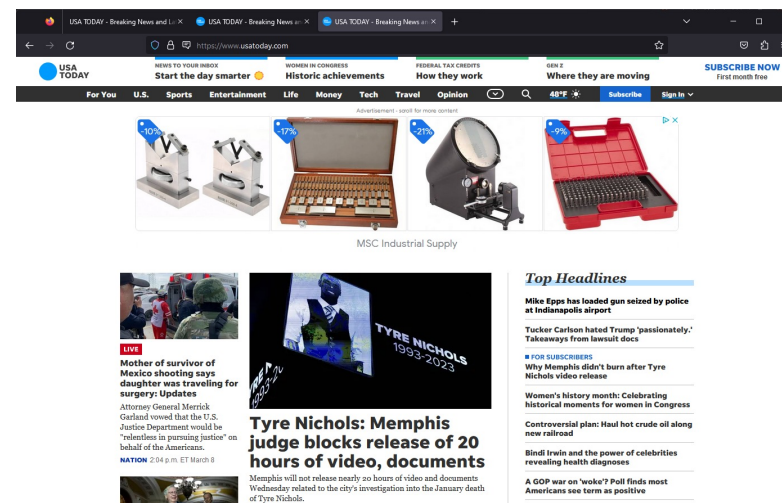 USA TODAY - Breaking News and La
USA TODAY - Breaking News an
USA TODAY - Breaking News an
https://www.usatoday.com
USA
TODAY
NEWS TO YOUR INBOX
Start the day smarter
WOMEN IN CONGRESS
Historic achievements
FEDERAL TAX CREDITS
How they work
GEN Z
Where they are moving
SUBSCRIBE NOW
First month free
For You U.S. Sports Entertainment Life Money Tech Travel Opinion 48°F Subscribe Sign In
Advertisement - scroll for more content
-10%
-17%
-21%
-9%
MSC Industrial Supply
LIVE
Mother of survivor of
Mexico shooting says
daughter was traveling for
surgery: Updates
Attorney General Merrick
Garland vowed that the U.S.
Justice Department would be
"relentless in pursuing justice" on
behalf of the Americans.
NATION 2:04 p.m. ET March 8
TYRE NICHOLS
1993-2023
Tyre Nichols: Memphis
judge blocks release of 20
hours of video, documents
Memphis will not release nearly 20 hours of video and documents
Wednesday related to the city's investigation into the January death
of Tyre Nichols.
Top Headlines
Mike Epps has loaded gun seized by police
at Indianapolis airport
Tucker Carlson hated Trump 'passionately.'
Takeaways from lawsuit docs
FOR SUBSCRIBERS
Why Memphis didn't burn after Tyre
Nichols video release
Women's history month: Celebrating
historical moments for women in Congress
Controversial plan: Haul hot crude oil along
new railroad
Bindi Irwin and the power of celebrities
revealing health diagnoses
A GOP war on 'woke'? Poll finds most
Americans see term as positive